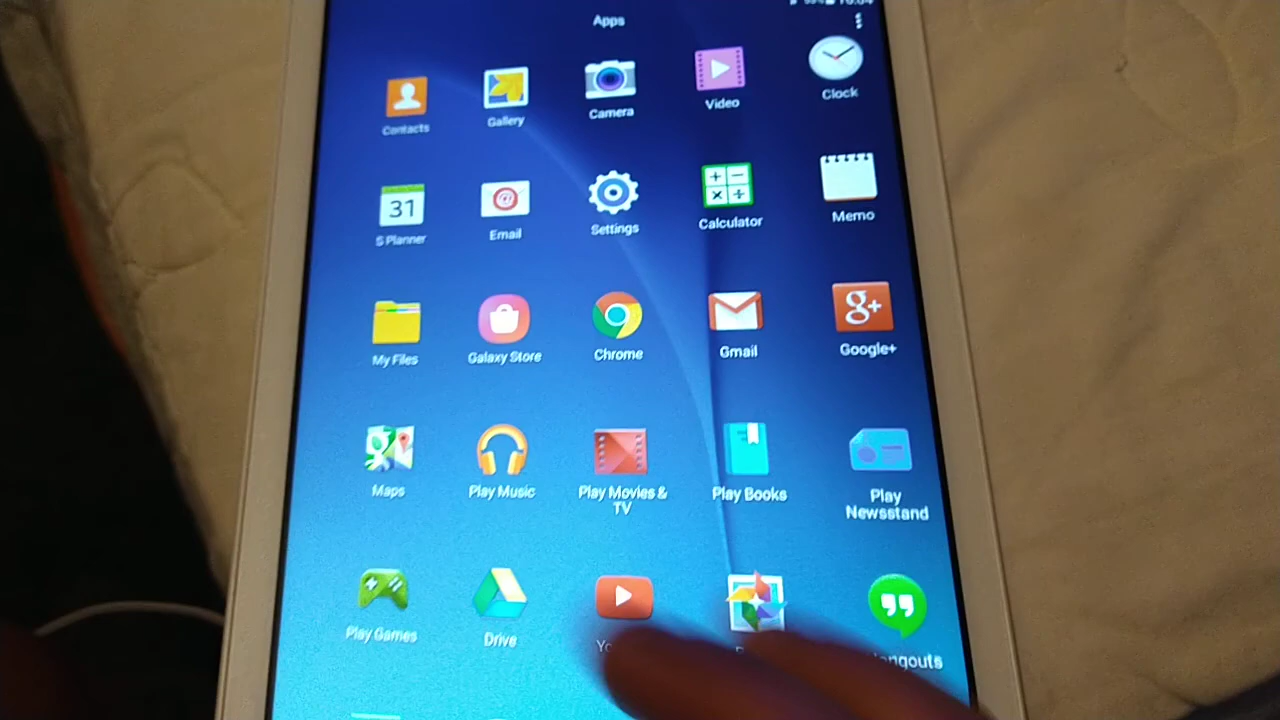 Apps
Contacts
Gallery
Camera
Video
Clock
31
S Planner
@
Email
Settings
Calculator
Memo
My Files
Galaxy Store
Chrome
Gmail
g+
Google+
Maps
Play Music
Play Movies &
TV
Play Books
Play
Newsstand
Play Games
Drive
Yo
angouts